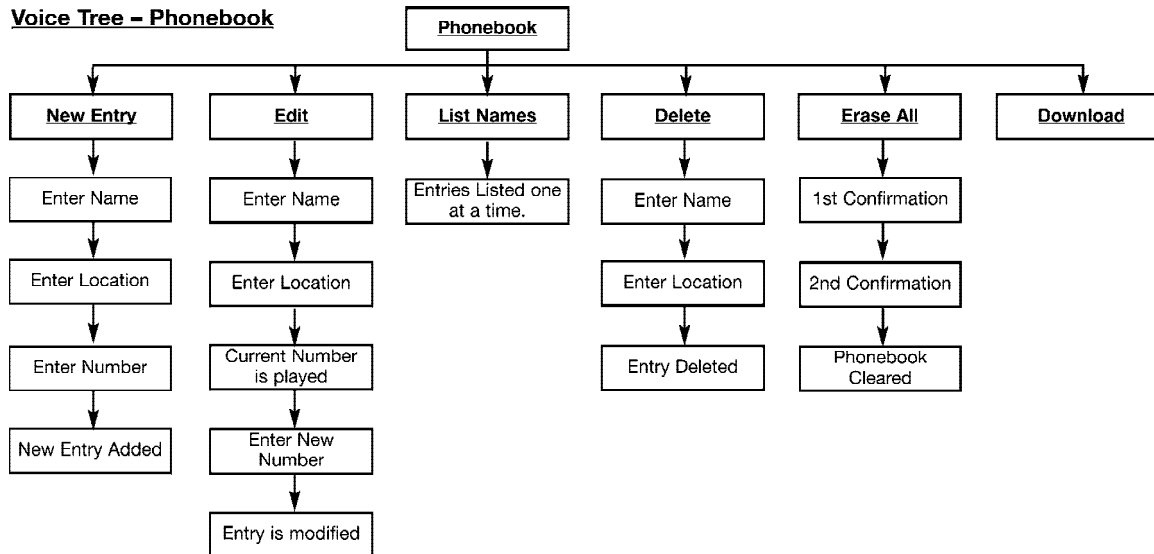 Voice Tree – Phonebook
Phonebook
New Entry
Edit
List Names
Delete
Erase All
Download
Enter Name
Enter Name
Entries Listed one
at a time.
Enter Name
1st Confirmation
Enter Location
Enter Location
Enter Location
2nd Confirmation
Enter Number
Current Number
is played
Entry Deleted
Phonebook
Cleared
New Entry Added
Enter New
Number
Entry is modified